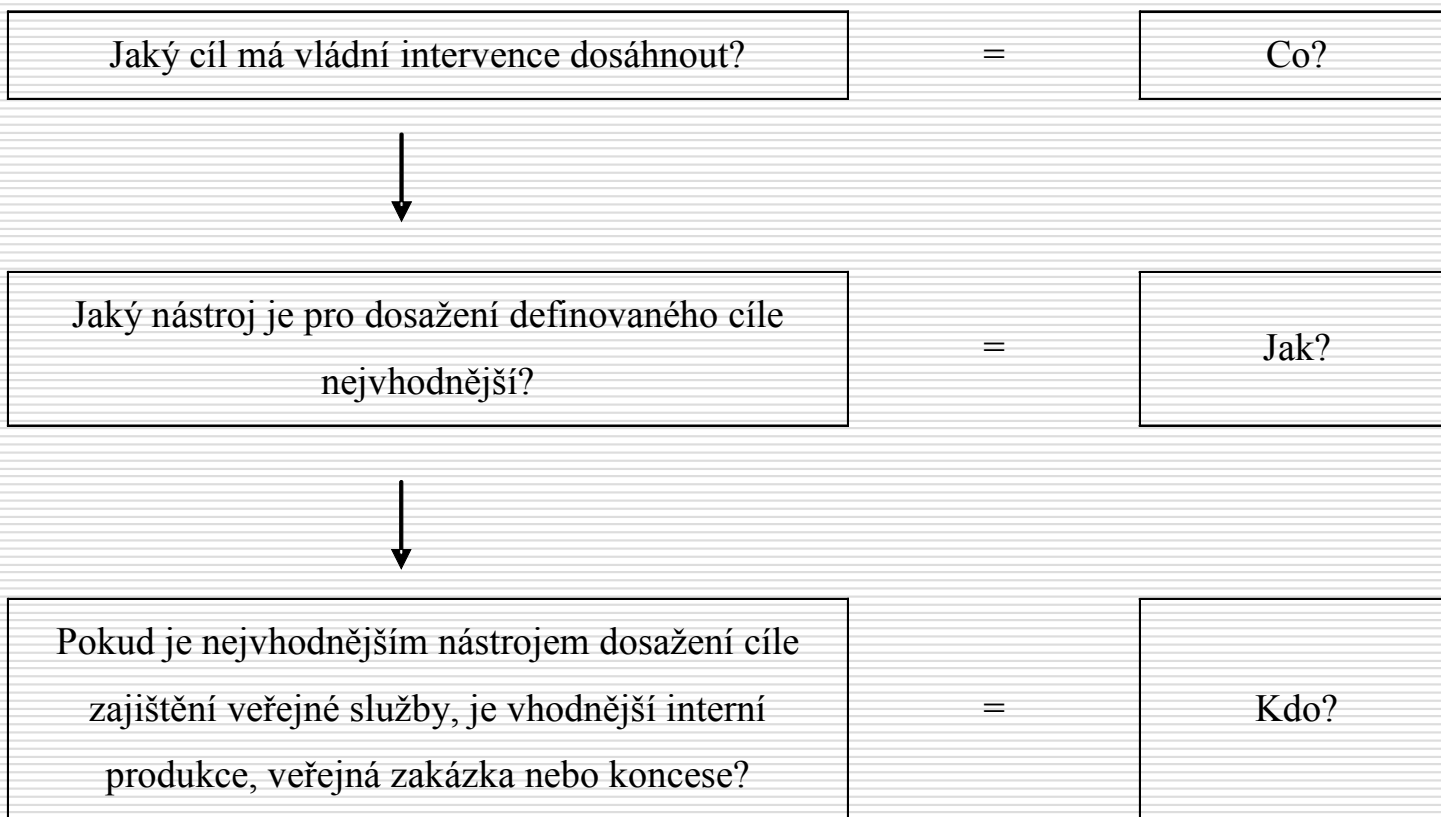 Jaký cíl má vládní intervence dosáhnout? = Co?
Jaký nástroj je pro dosažení definovaného cíle
nejvhodnější?
= Jak?
Pokud je nejvhodnějším nástrojem dosažení cíle
zajištění veřejné služby, je vhodnější interní
produkce, veřejná zakázka nebo koncese?
= Kdo?